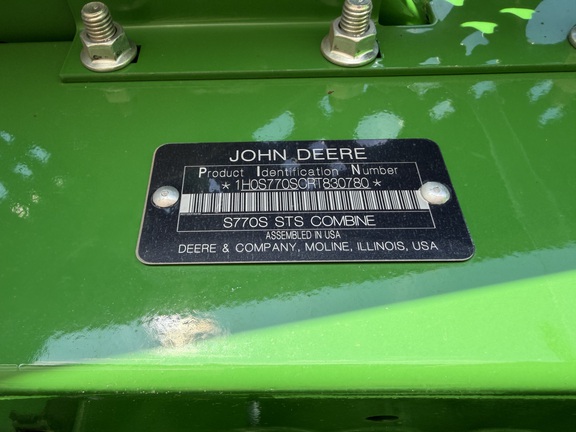 JOHN DEERE
Product Identification Number
*1H0S770SCRT830780*
S770S STS COMBINE
ASSEMBLED IN USA
DEERE & COMPANY, MOLINE, ILLINOIS, USA